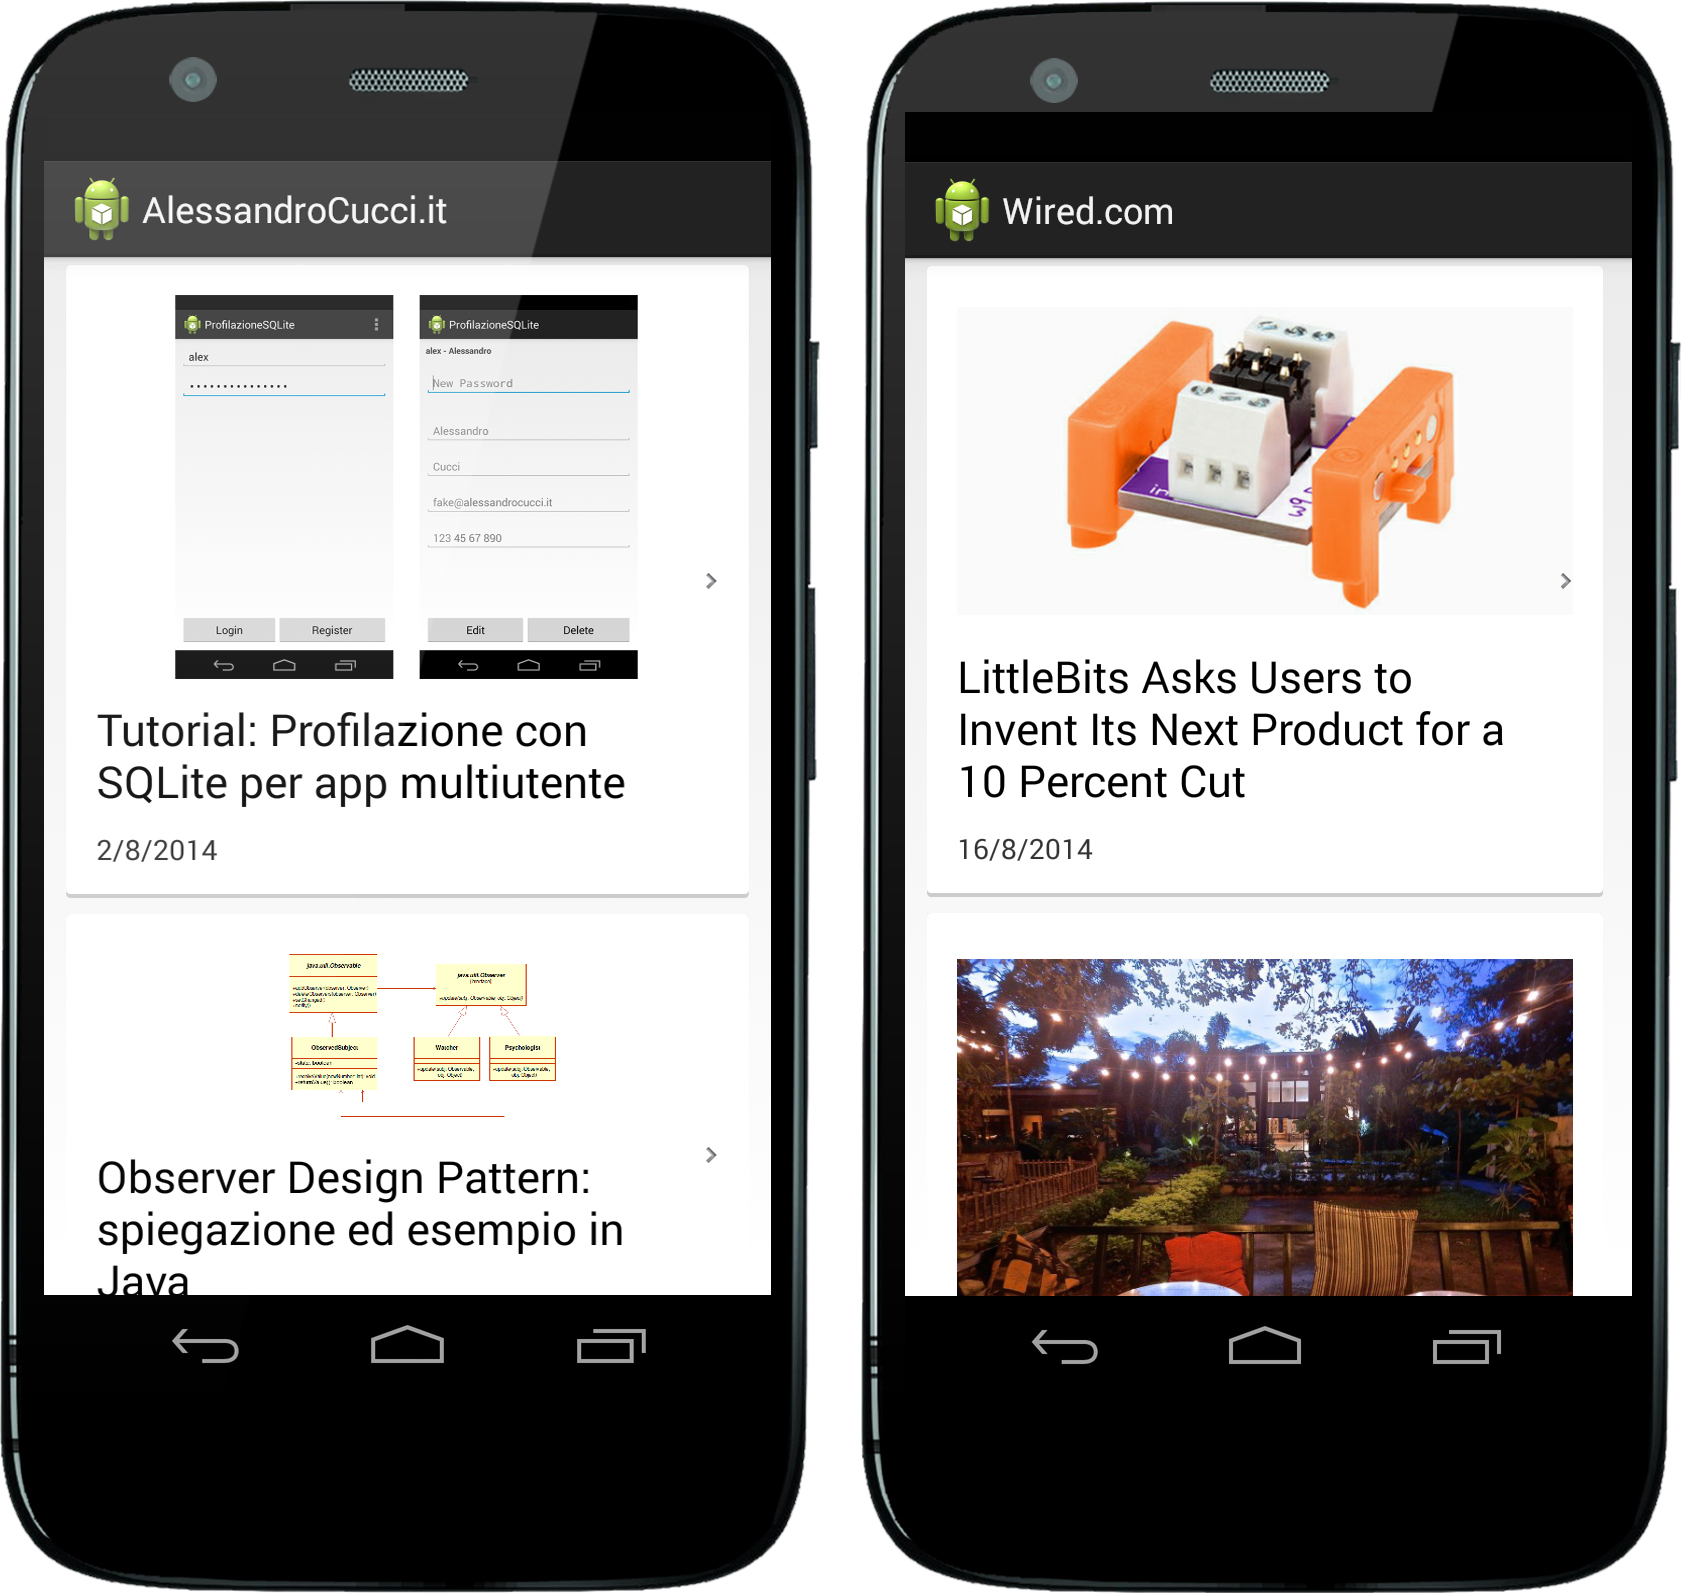 AlessandroCucci.it
ProfilazioneSQLite
alex
Login
Register
ProfilazioneSQLite
alex - Alessandro
New Password
Alessandro
Cucci
fake@alessandrocucci.it
123 45 67 890
Edit
Delete
Tutorial: Profilazione con
SQLite per app multiutente
2/8/2014
java.util.Observable
java.util.Observer
ObservedSubject
Watcher
Psychologist
Observer Design Pattern:
spiegazione ed esempio in
Java
Wired.com
LittleBits Asks Users to
Invent Its Next Product for a
10 Percent Cut
16/8/2014